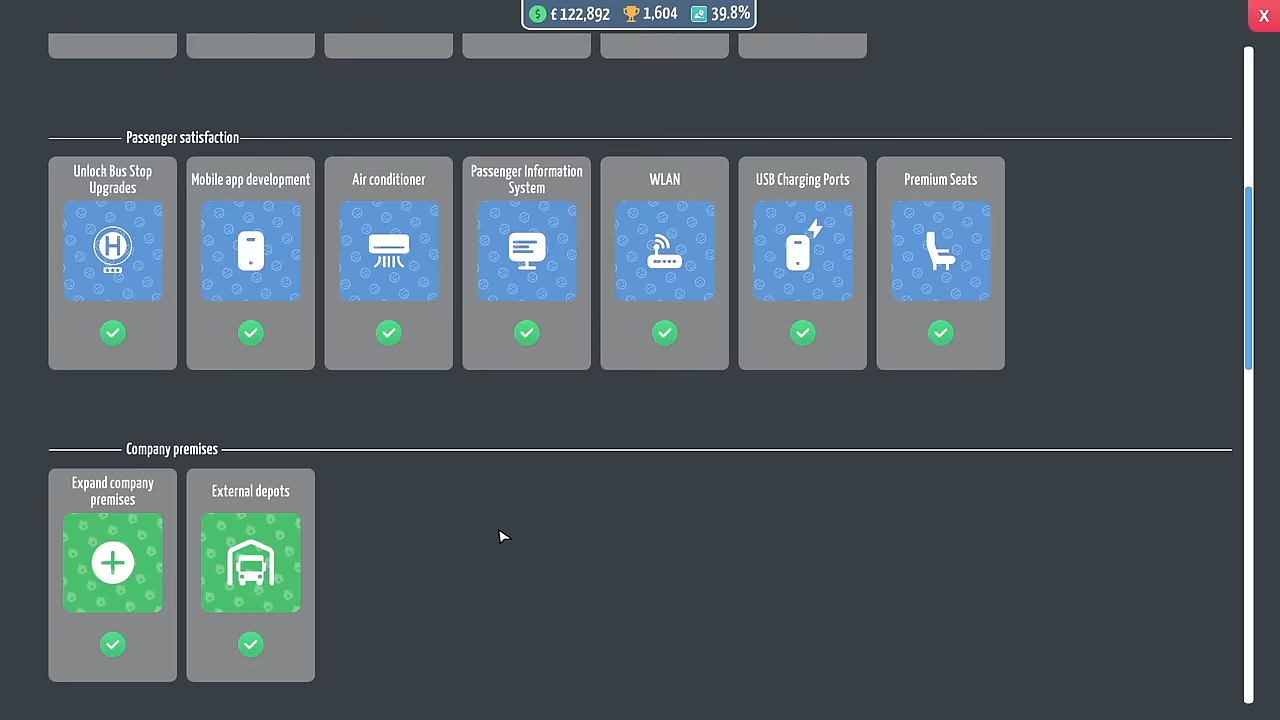 £ 122,892 1,604 39.8%
X
Passenger satisfaction
Unlock Bus Stop
Upgrades
Mobile app development
Air conditioner
Passenger Information
System
WLAN
USB Charging Ports
Premium Seats
H
Company premises
Expand company
premises
External depots